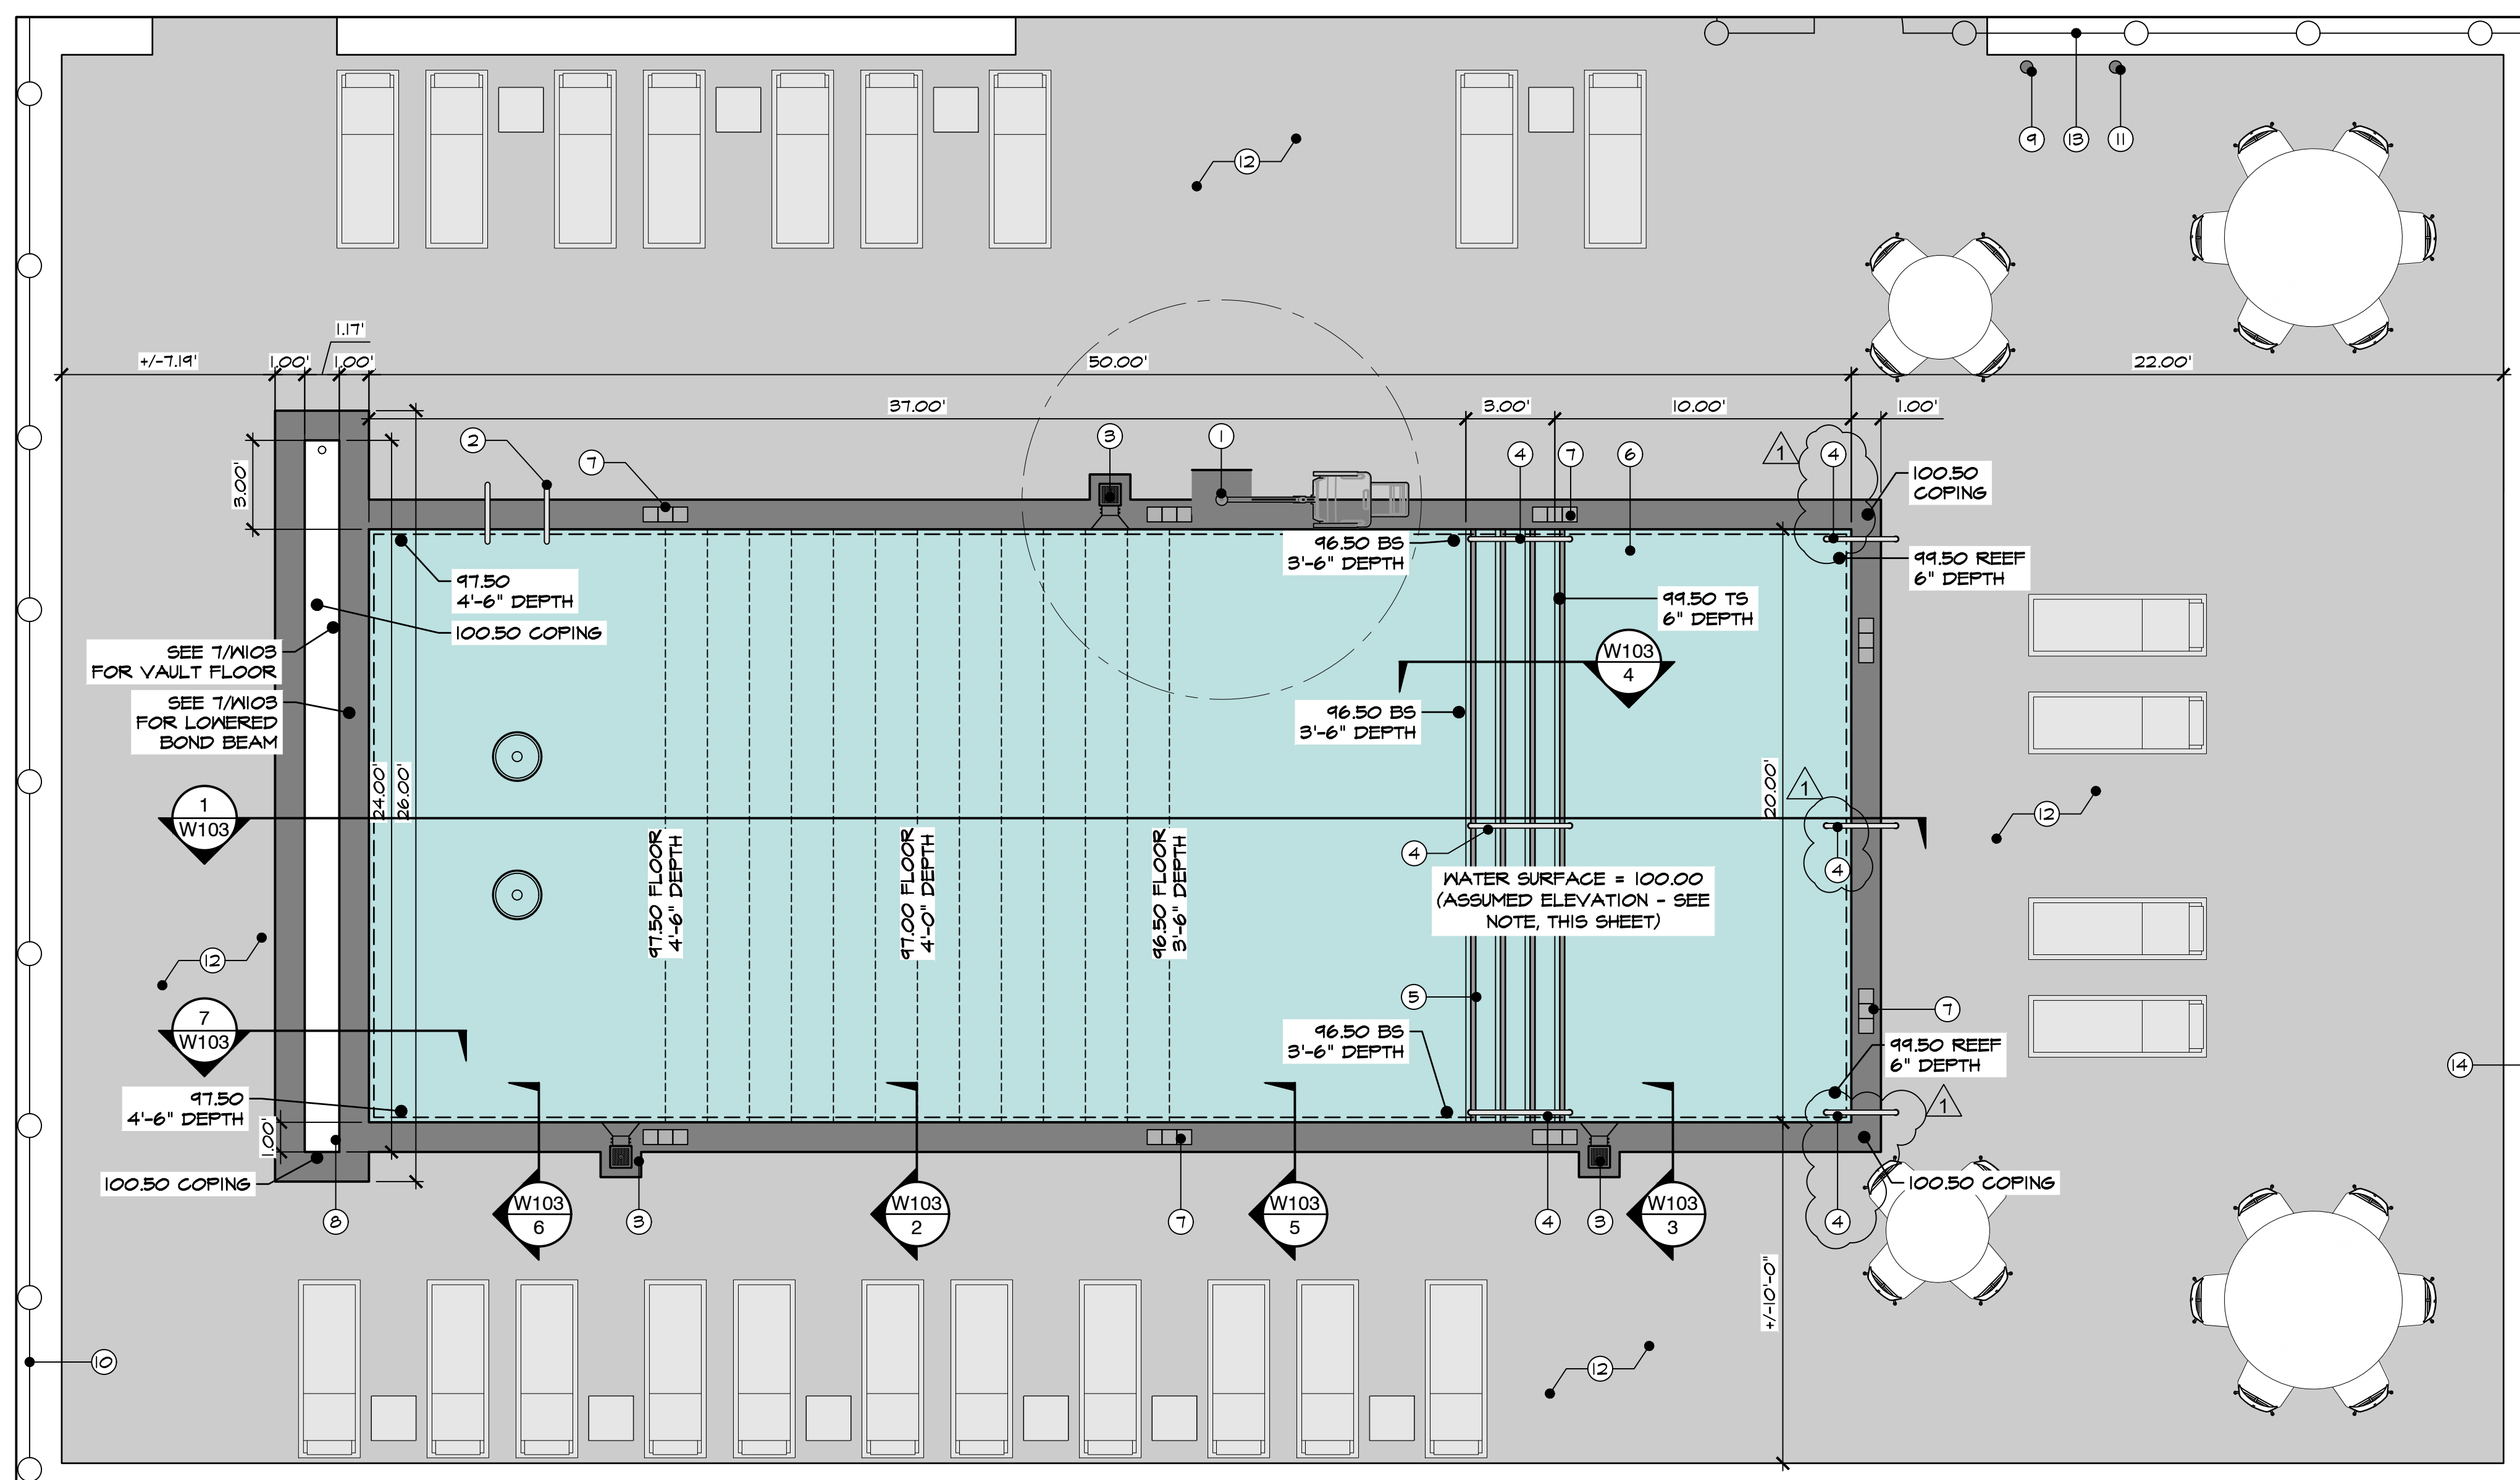 9
13
11
12
1.17'
+/-7.19'
1.00'
1.00'
50.00'
22.00'
37.00'
3.00'
10.00'
1.00'
2
7
3
1
4
7
6
1
4
100.50
COPING
3.00'
96.50 BS
3'-6" DEPTH
99.50 REEF
6" DEPTH
97.50
4'-6" DEPTH
99.50 TS
6" DEPTH
100.50 COPING
SEE 7/W103
FOR VAULT FLOOR
W103
4
SEE 7/W103
FOR LOWERED
BOND BEAM
96.50 BS
3'-6" DEPTH
24.00'
26.00'
20.00'
1
1
W103
12
4
4
97.50 FLOOR
4'-6" DEPTH
97.00 FLOOR
4'-0" DEPTH
96.50 FLOOR
3'-6" DEPTH
WATER SURFACE = 100.00
(ASSUMED ELEVATION - SEE
NOTE, THIS SHEET)
12
5
7
7
W103
96.50 BS
3'-6" DEPTH
99.50 REEF
6" DEPTH
14
97.50
4'-6" DEPTH
1
1.00'
100.50 COPING
100.50 COPING
8
W103
6
3
W103
2
7
W103
5
4
3
W103
3
4
+/-10'-0"
10
12